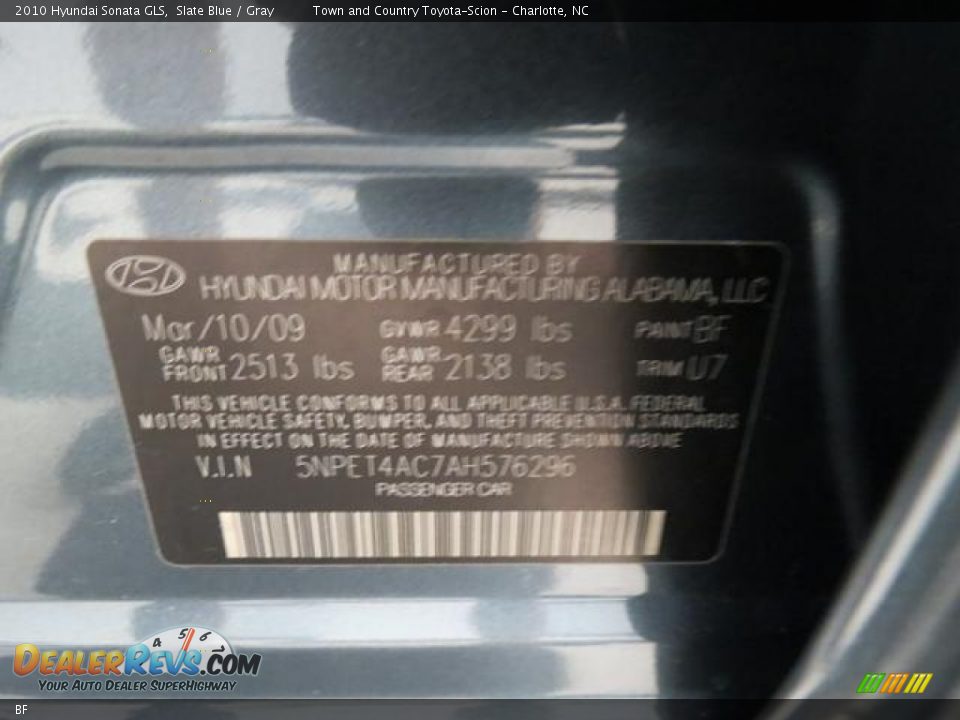 2010 Hyundai Sonata GLS, Slate Blue / Gray Town and Country Toyota-Scion - Charlotte, NC
MANUFACTURED BY
HYUNDAI MOTOR MANUFACTURING ALABAMA, LLC
Mar/10/09 GVWR 4299 lbs PAINT BF
GAWR FRONT 2513 lbs GAWR REAR 2138 lbs TRIM U7
THIS VEHICLE CONFORMS TO ALL APPLICABLE U.S.A. FEDERAL
MOTOR VEHICLE SAFETY, BUMPER, AND THEFT PREVENTION STANDARDS
IN EFFECT ON THE DATE OF MANUFACTURE SHOWN ABOVE
V.I.N 5NPET4AC7AH576296
PASSENGER CAR
4 5 6
DEALERREVS.COM
YOUR AUTO DEALER SUPERHIGHWAY
BF